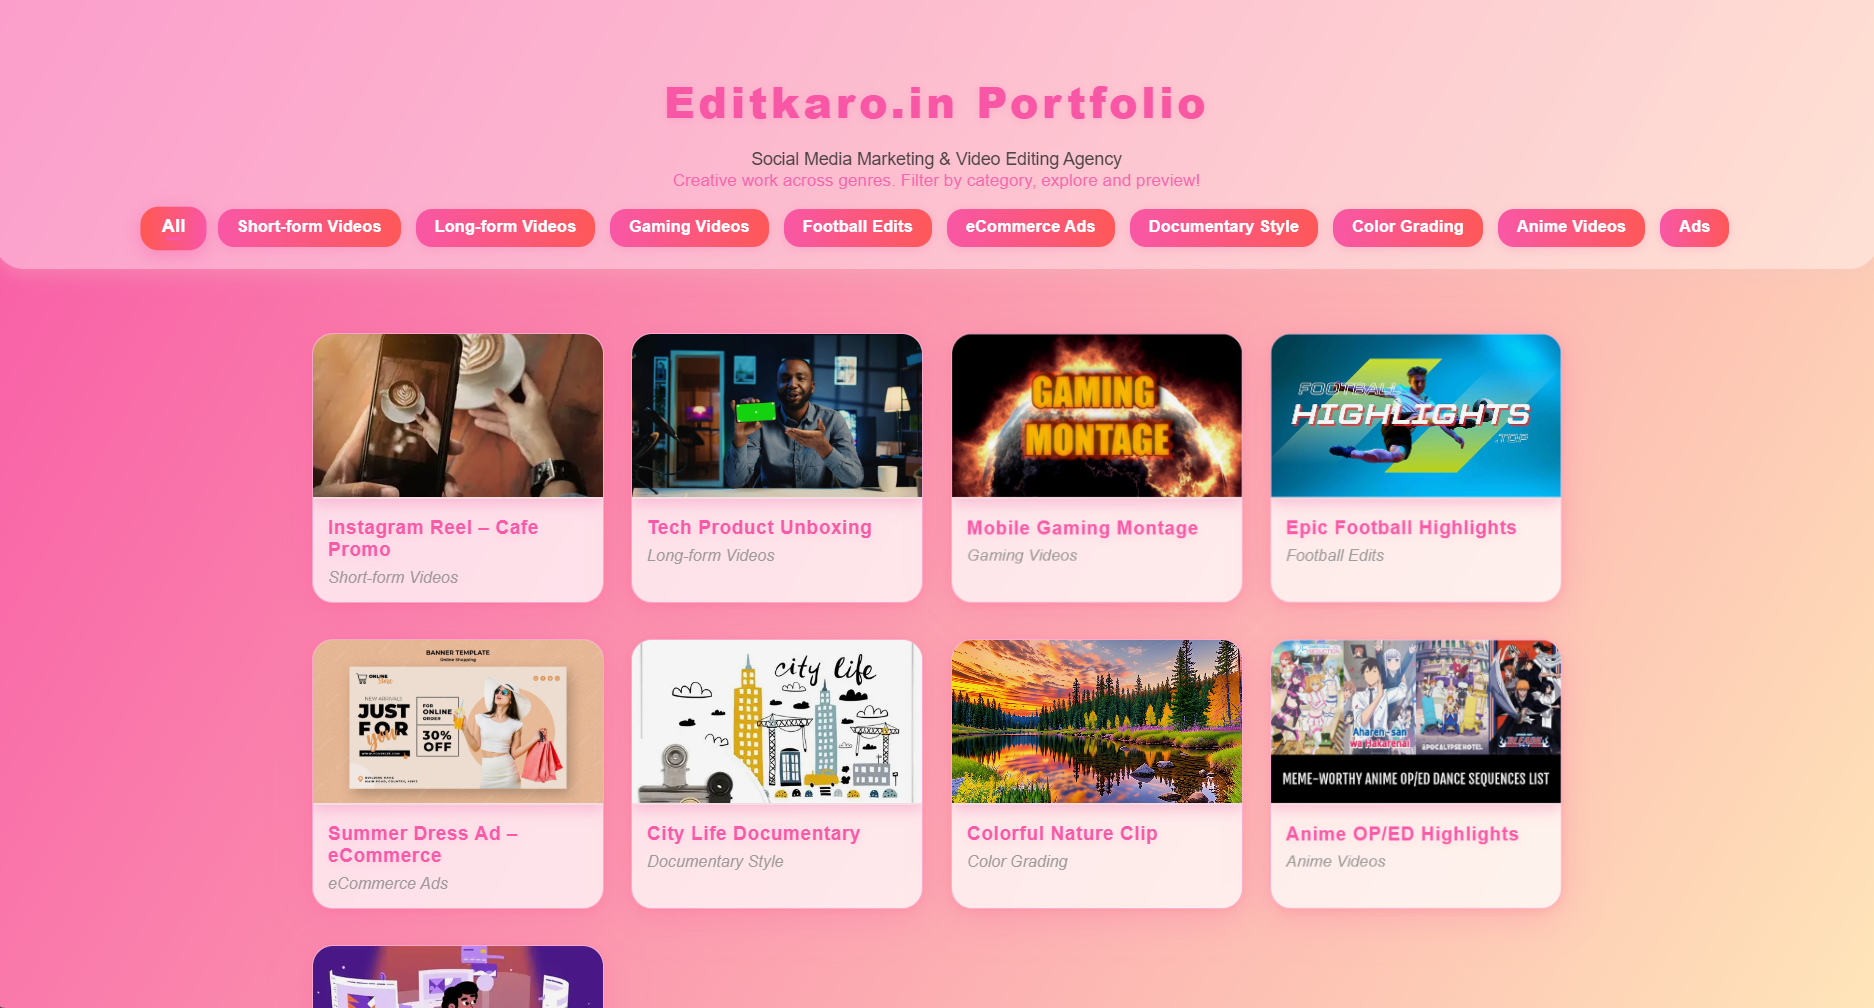 Editkaro.in Portfolio
Social Media Marketing & Video Editing Agency
Creative work across genres. Filter by category, explore and preview!
All
Short-form Videos
Long-form Videos
Gaming Videos
Football Edits
eCommerce Ads
Documentary Style
Color Grading
Anime Videos
Ads
GAMING
MONTAGE
FOOTBALL
HIGHLIGHTS
.TOP
Instagram Reel – Cafe
Promo
Short-form Videos
Tech Product Unboxing
Long-form Videos
Mobile Gaming Montage
Gaming Videos
Epic Football Highlights
Football Edits
BANNER TEMPLATE
Online Shopping
ONLINE
Store
NEW ARRIVALS
JUST
FOR
you
FOR
ONLINE
ORDER
30%
OFF
city life
Aharen-san
wa Hakarenai
APOCALYPSE HOTEL
BLEACH
MEME-WORTHY ANIME OP/ED DANCE SEQUENCES LIST
Summer Dress Ad –
eCommerce
eCommerce Ads
City Life Documentary
Documentary Style
Colorful Nature Clip
Color Grading
Anime OP/ED Highlights
Anime Videos